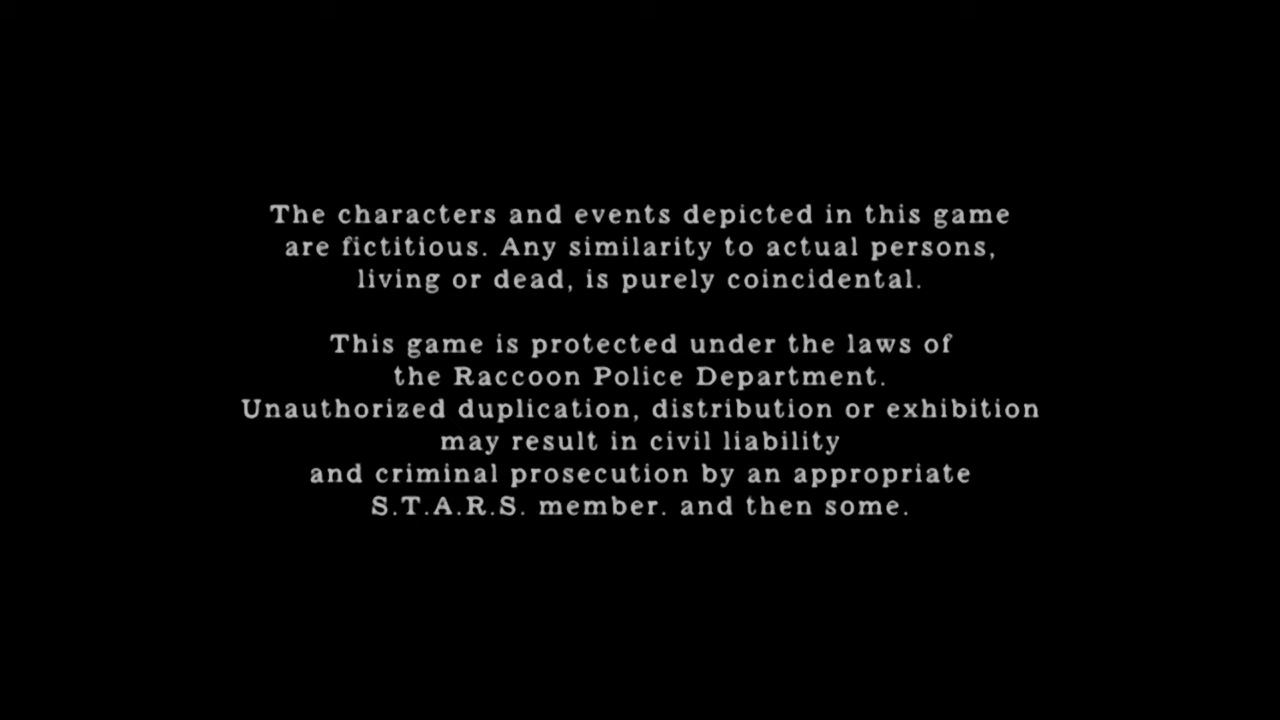 The characters and events depicted in this game
are fictitious. Any similarity to actual persons,
living or dead, is purely coincidental.
This game is protected under the laws of
the Raccoon Police Department.
Unauthorized duplication, distribution or exhibition
may result in civil liability
and criminal prosecution by an appropriate
S.T.A.R.S. member. and then some.